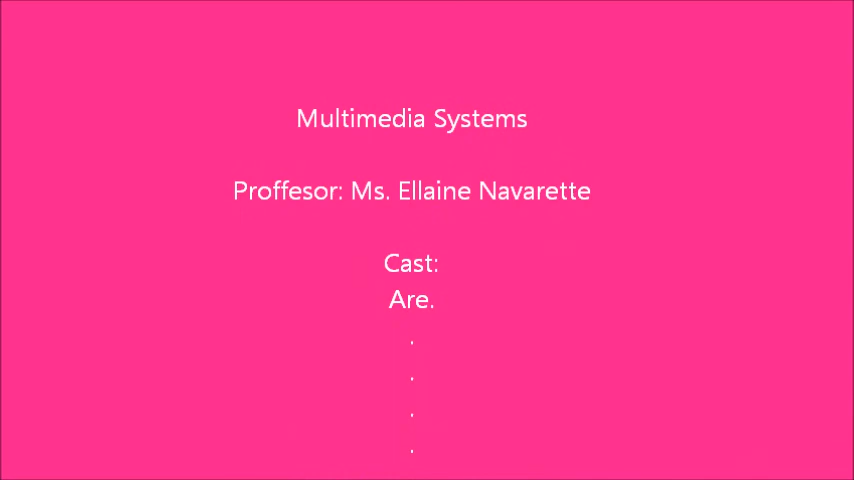 Multimedia Systems
Proffesor: Ms. Ellaine Navarette
Cast:
Are.
.
.
.
.